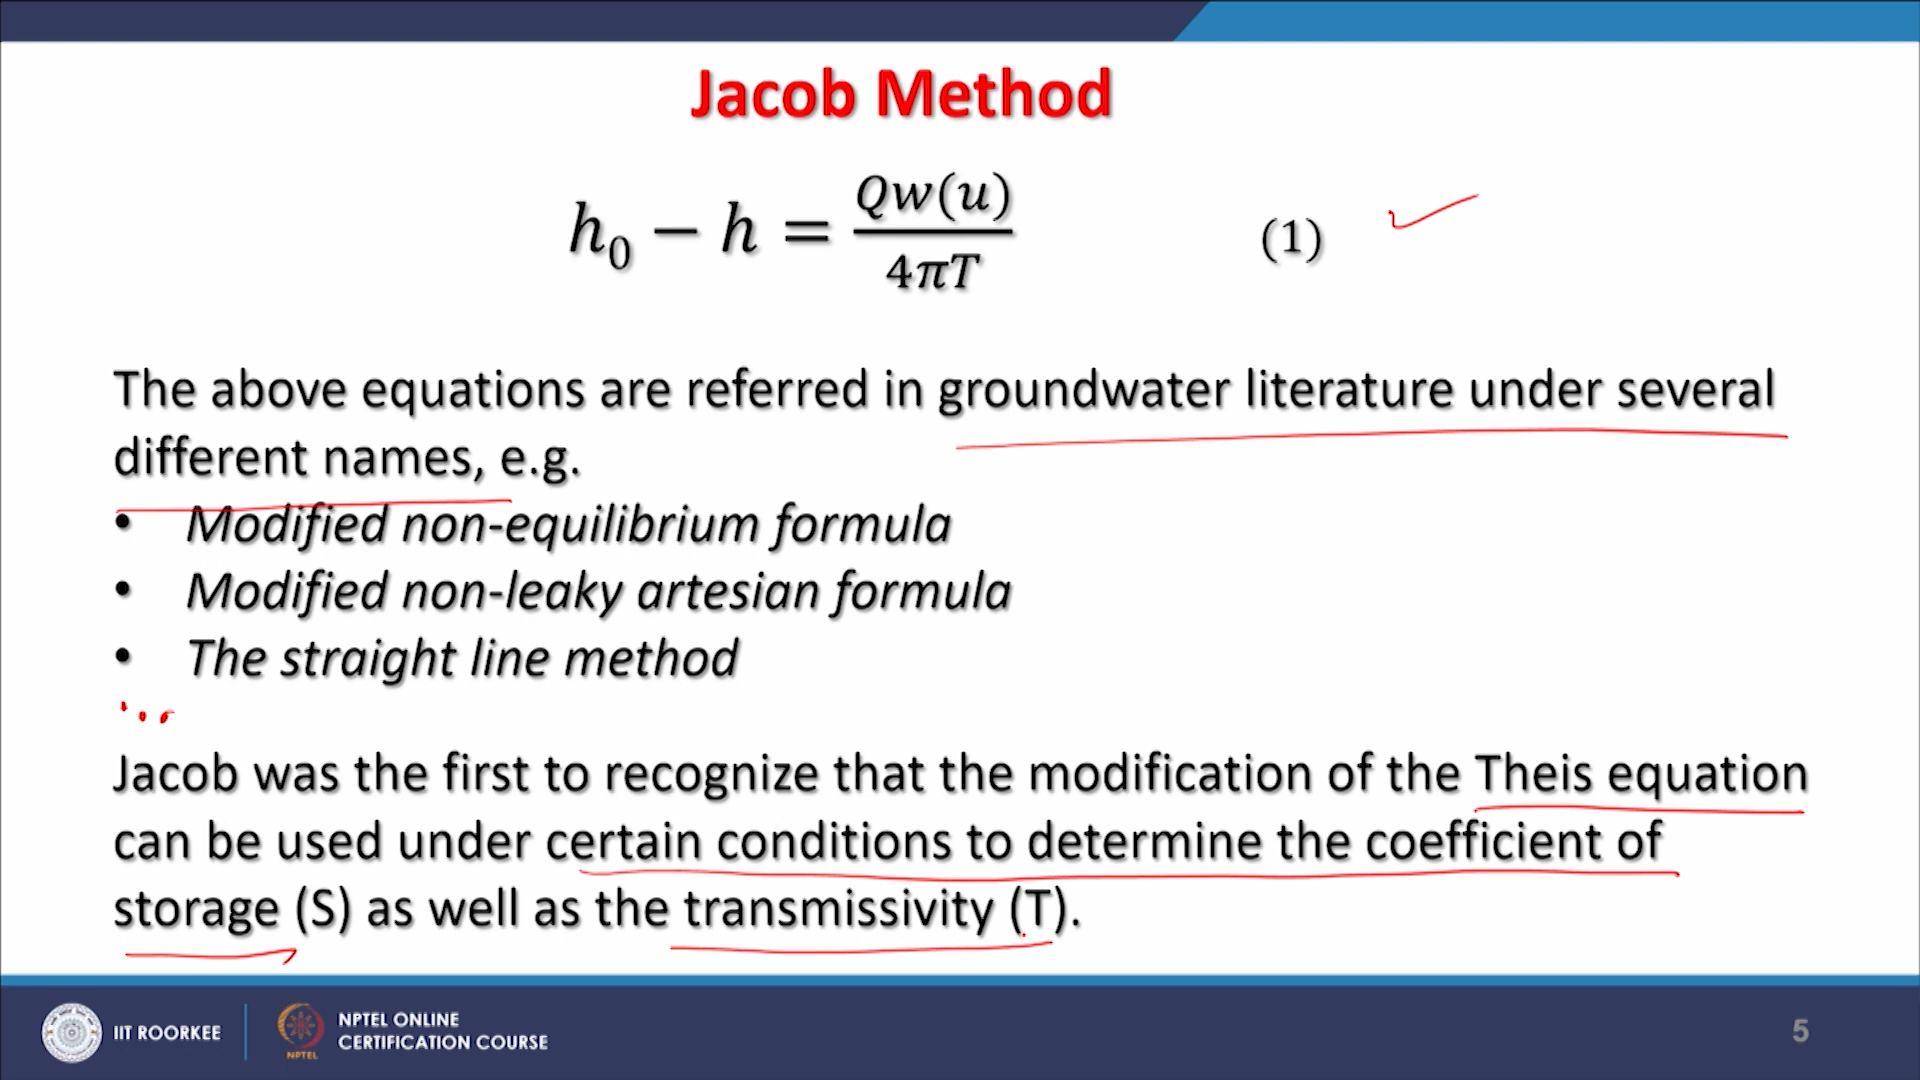 Jacob Method
h₀ − h = Qw(u) / 4πT (1)
The above equations are referred in groundwater literature under several
different names, e.g.
• Modified non-equilibrium formula
• Modified non-leaky artesian formula
• The straight line method
Jacob was the first to recognize that the modification of the Theis equation
can be used under certain conditions to determine the coefficient of
storage (S) as well as the transmissivity (T).
IIT ROORKEE
NPTEL
NPTEL ONLINE
CERTIFICATION COURSE
5